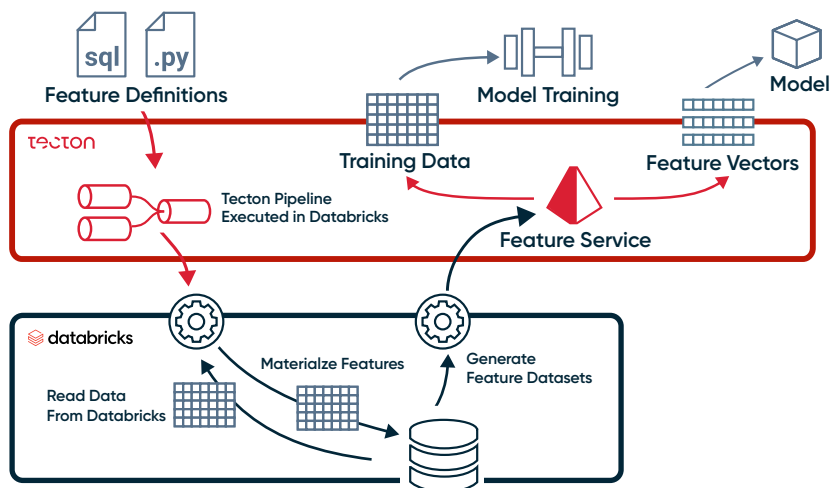 sql
.py
Feature Definitions
Model Training
Model
tecton
Training Data
Feature Vectors
Tecton Pipeline
Executed in Databricks
Feature Service
databricks
Materialze Features
Generate
Feature Datasets
Read Data
From Databricks